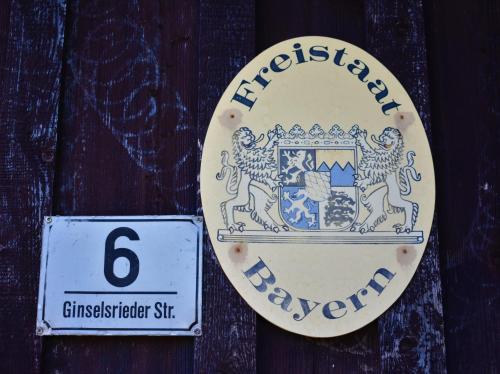 6
Ginselsrieder Str.
Freistaat
Bayern